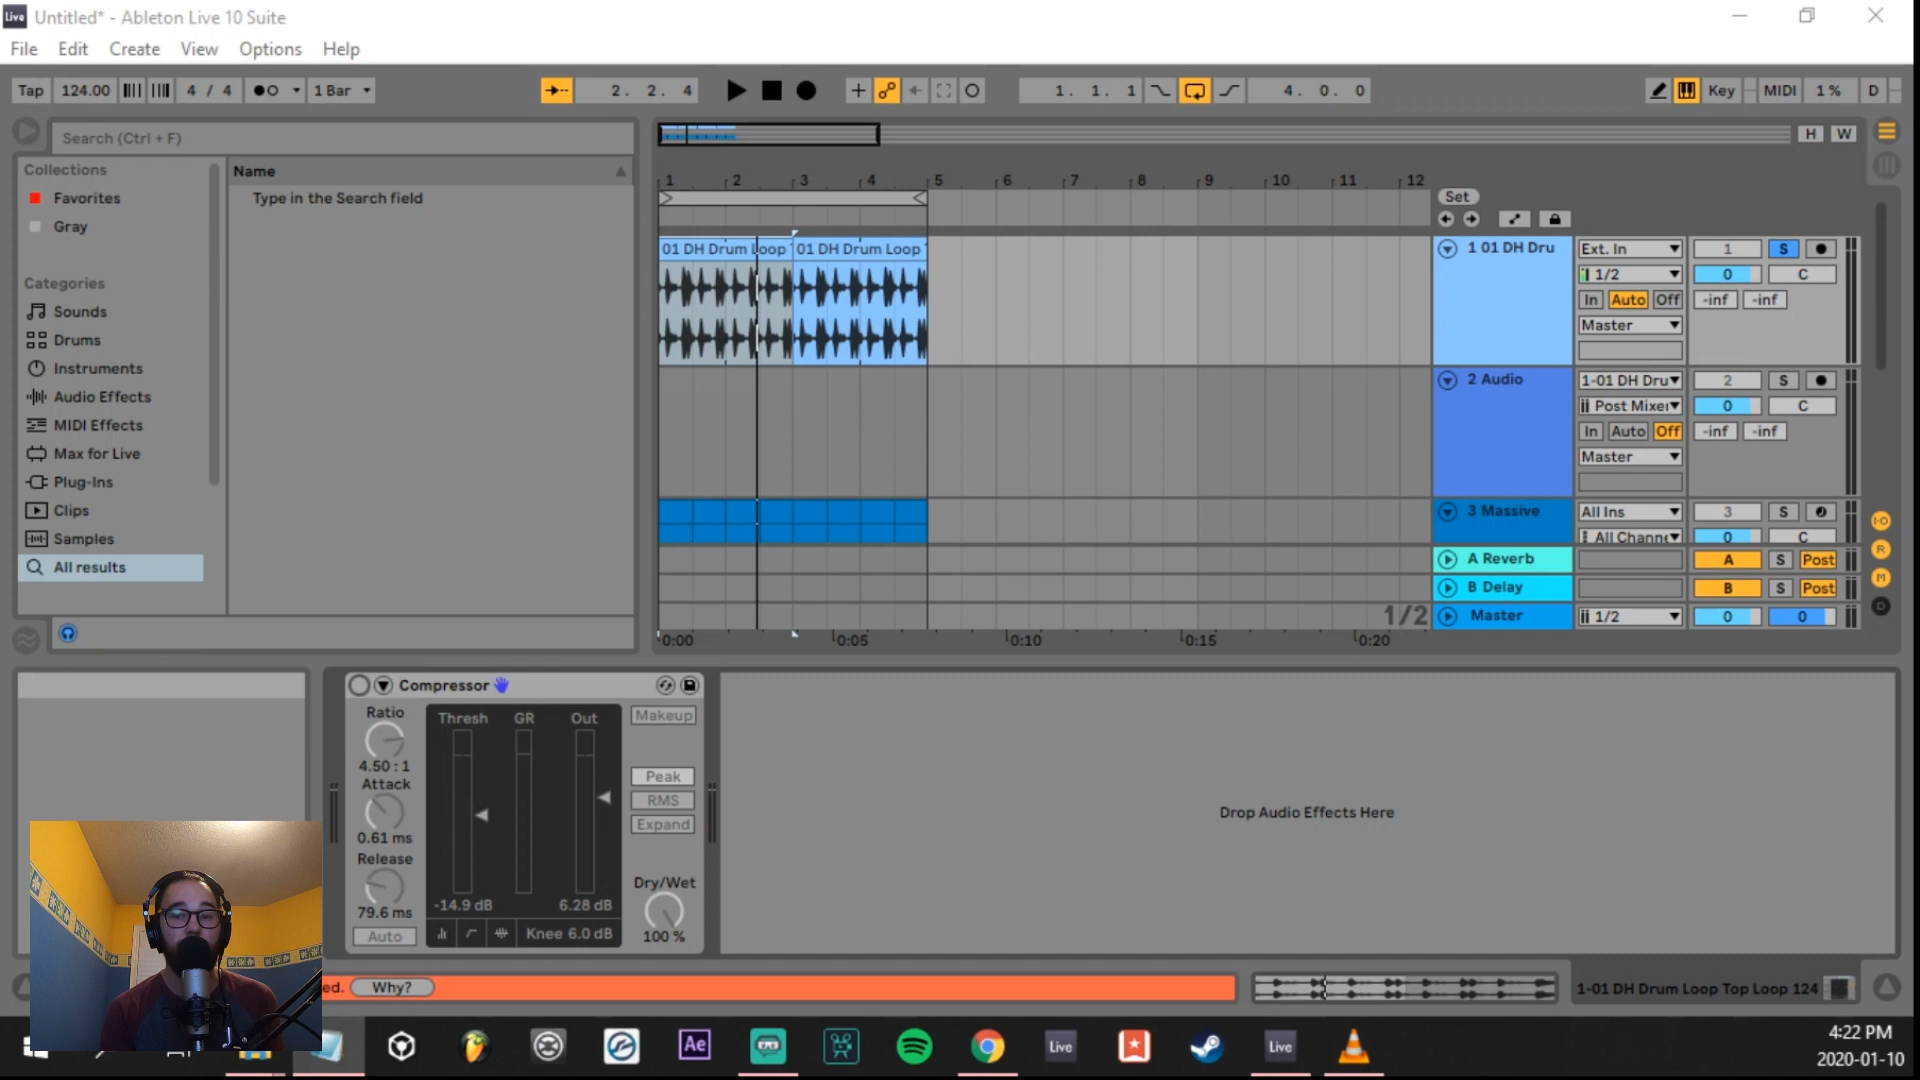 Live Untitled* - Ableton Live 10 Suite
File Edit Create View Options Help
Tap 124.00 4 / 4 1 Bar 2. 2. 4 1. 1. 1 4. 0. 0 Key MIDI 1 % D
Search (Ctrl + F)
H W
Collections
Name
Favorites
Type in the Search field
Gray
Categories
Sounds
Drums
Instruments
Audio Effects
MIDI Effects
Max for Live
Plug-Ins
Clips
Samples
All results
1 2 3 4 5 6 7 8 9 10 11 12
Set
01 DH Drum Loop 01 DH Drum Loop
1 01 DH Dru Ext. In 1 S
1/2 0 C
In Auto Off -inf -inf
Master
2 Audio 1-01 DH Dru 2 S
Post Mixer 0 C
In Auto Off -inf -inf
Master
3 Massive All Ins 3 S
All Channe 0 C
A Reverb A S Post
B Delay B S Post
1/2 Master 1/2 0 0
0:00 0:05 0:10 0:15 0:20
I·O
R
M
D
Compressor
Ratio
4.50 : 1
Attack
0.61 ms
Release
79.6 ms
Auto
Thresh GR Out
-14.9 dB 6.28 dB
Knee 6.0 dB
Makeup
Peak
RMS
Expand
Dry/Wet
100 %
Drop Audio Effects Here
ed. Why?
1-01 DH Drum Loop Top Loop 124
Ae Live Live
4:22 PM
2020-01-10